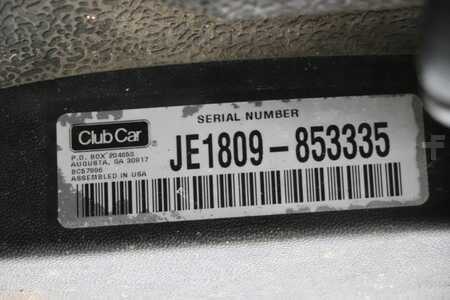 SERIAL NUMBER
Club Car
JE1809-853335
P.O. BOX 204658
AUGUSTA, GA 30917
ASSEMBLED IN USA